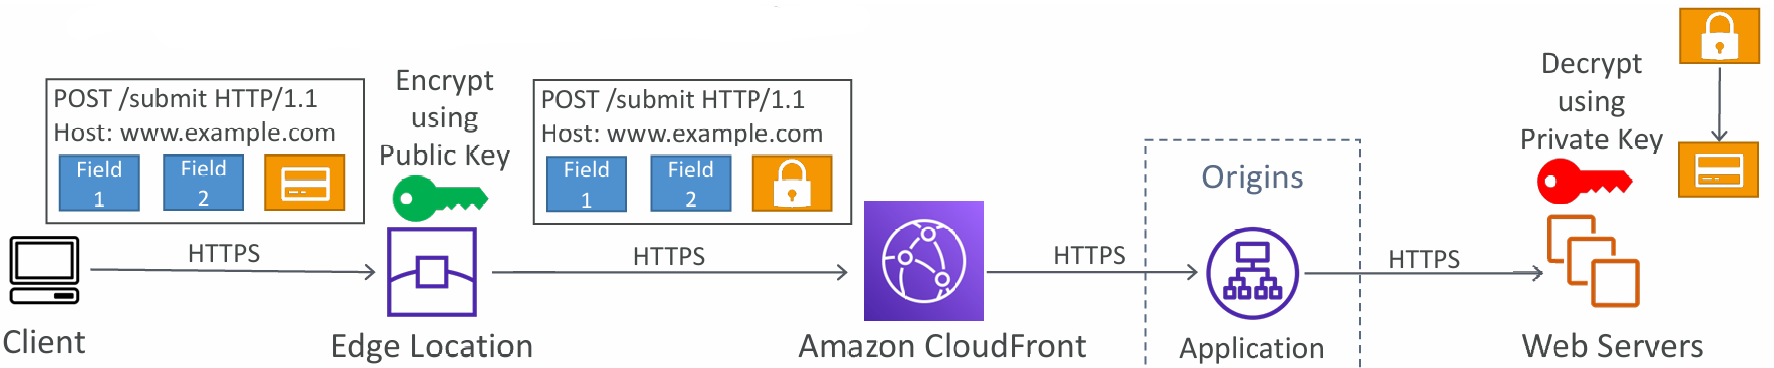 POST /submit HTTP/1.1
Host: www.example.com
Field
1
Field
2
Encrypt
using
Public Key
POST /submit HTTP/1.1
Host: www.example.com
Field
1
Field
2
Decrypt
using
Private Key
Origins
HTTPS
HTTPS
HTTPS
HTTPS
Client
Edge Location
Amazon CloudFront
Application
Web Servers